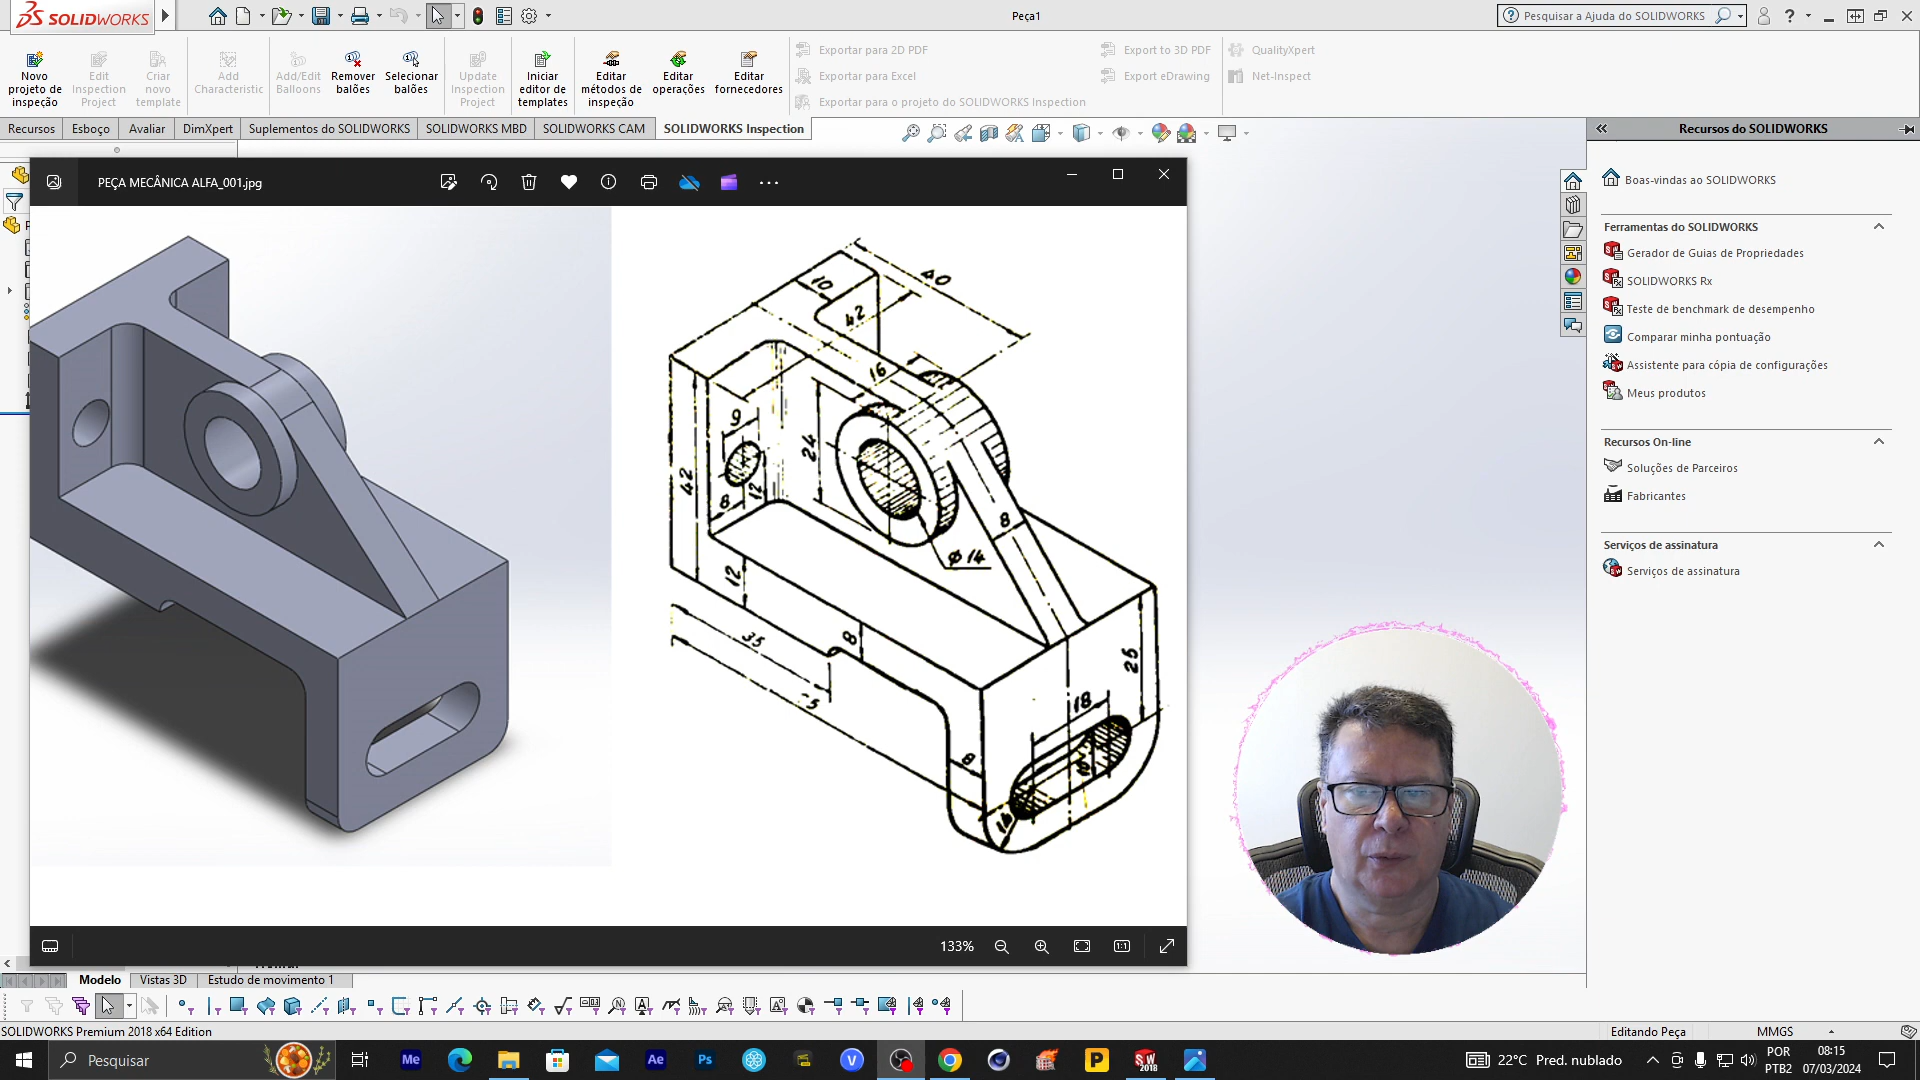 SOLIDWORKS
Peça1
Pesquisar a Ajuda do SOLIDWORKS
Novo projeto de inspeção
Edit Inspection Project
Criar novo template
Add Characteristic
Add/Edit Balloons
Remover balões
Selecionar balões
Update Inspection Project
Iniciar editor de templates
Editar métodos de inspeção
Editar operações
Editar fornecedores
Exportar para 2D PDF
Exportar para Excel
Exportar para o projeto do SOLIDWORKS Inspection
Export to 3D PDF
Export eDrawing
QualityXpert
Net-Inspect
Recursos
Esboço
Avaliar
DimXpert
Suplementos do SOLIDWORKS
SOLIDWORKS MBD
SOLIDWORKS CAM
SOLIDWORKS Inspection
Recursos do SOLIDWORKS
Boas-vindas ao SOLIDWORKS
Ferramentas do SOLIDWORKS
Gerador de Guias de Propriedades
SOLIDWORKS Rx
Teste de benchmark de desempenho
Comparar minha pontuação
Assistente para cópia de configurações
Meus produtos
Recursos On-line
Soluções de Parceiros
Fabricantes
Serviços de assinatura
Serviços de assinatura
PEÇA MECÂNICA ALFA_001.jpg
40
10
42
16
9
24
42
8
12
8
Ø14
12
35
8
25
18
8
14
133%
1:1
Modelo
Vistas 3D
Estudo de movimento 1
SOLIDWORKS Premium 2018 x64 Edition
Editando Peça
MMGS
Pesquisar
Me
Ae
Ps
V
P
SW
2018
22°C Pred. nublado
POR
PTB2
08:15
07/03/2024